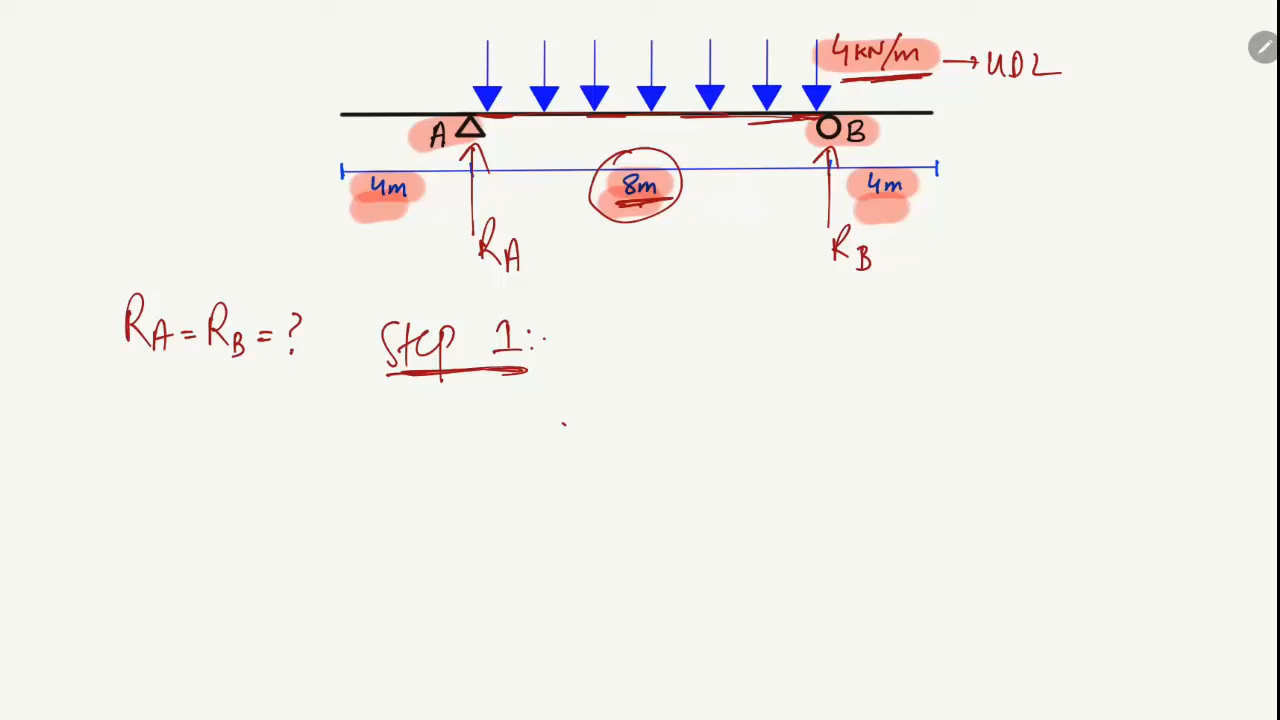 4KN/m → UDL
A B
4m 8m 4m
RA RB
RA = RB = ? Step 1: